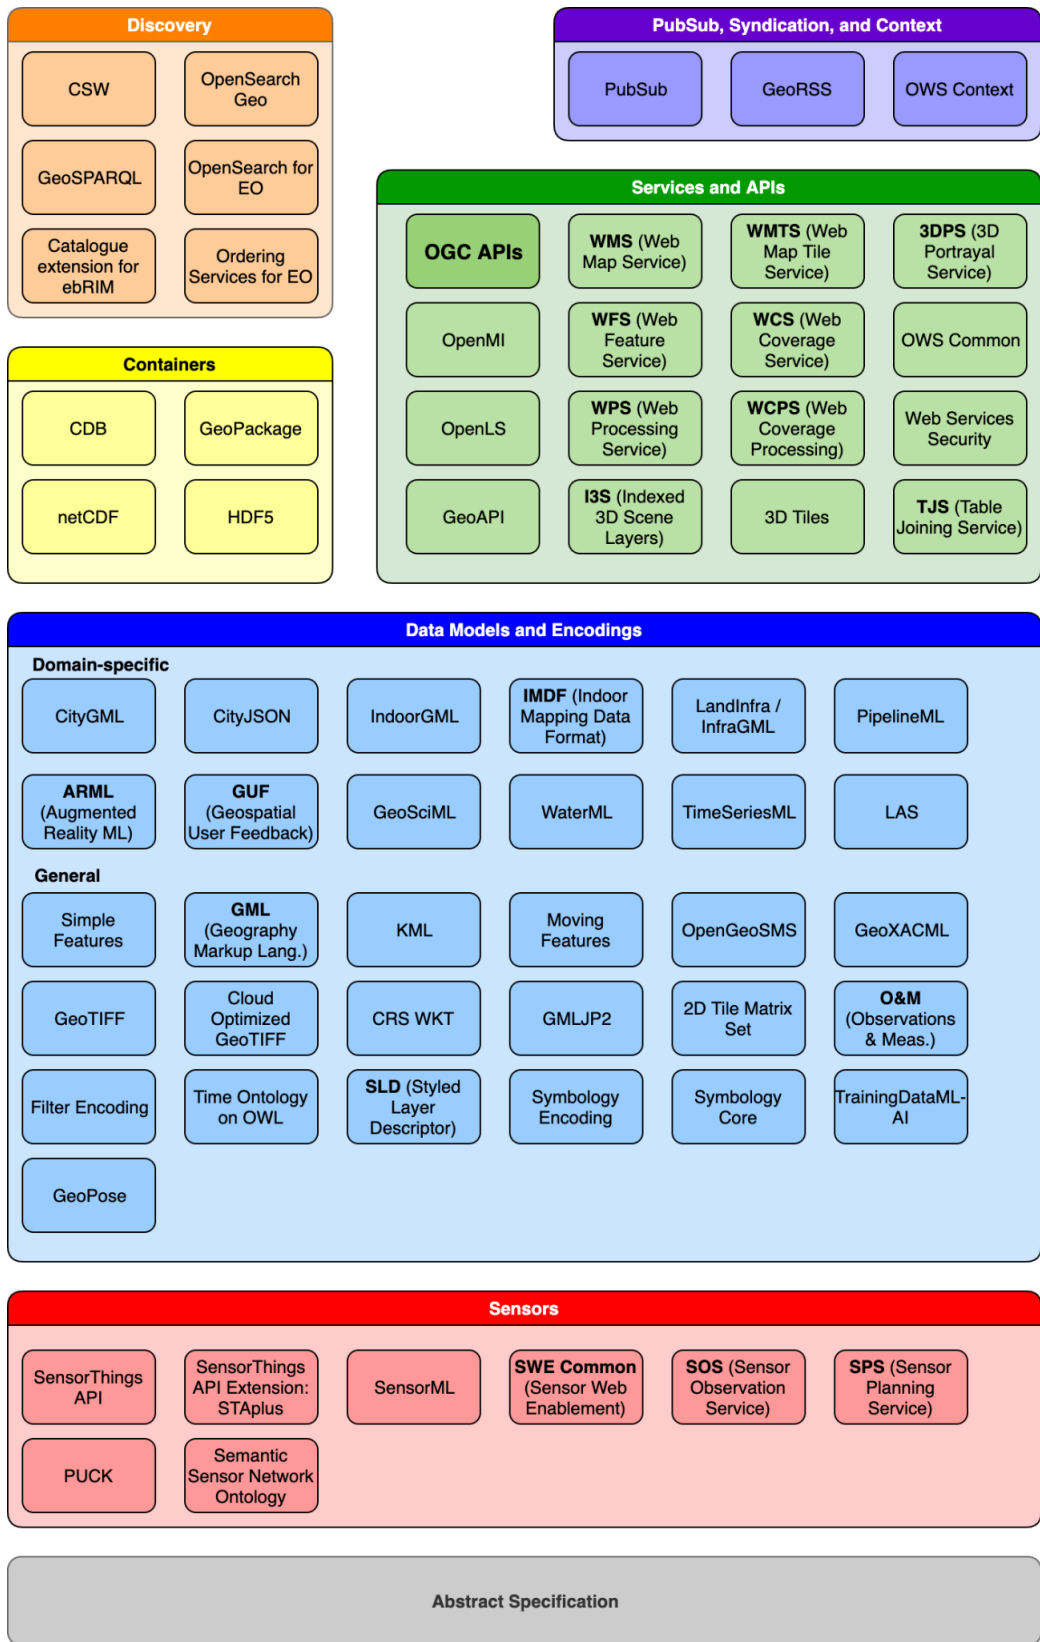 Discovery
CSW
OpenSearch
Geo
GeoSPARQL
OpenSearch for
EO
Catalogue
extension for
ebRIM
Ordering
Services for EO
PubSub, Syndication, and Context
PubSub
GeoRSS
OWS Context
Containers
CDB
GeoPackage
netCDF
HDF5
Services and APIs
OGC APIs
WMS (Web
Map Service)
WMTS (Web
Map Tile
Service)
3DPS (3D
Portrayal
Service)
OpenMI
WFS (Web
Feature
Service)
WCS (Web
Coverage
Service)
OWS Common
OpenLS
WPS (Web
Processing
Service)
WCPS (Web
Coverage
Processing)
Web Services
Security
GeoAPI
I3S (Indexed
3D Scene
Layers)
3D Tiles
TJS (Table
Joining Service)
Data Models and Encodings
Domain-specific
CityGML
CityJSON
IndoorGML
IMDF (Indoor
Mapping Data
Format)
LandInfra /
InfraGML
PipelineML
ARML
(Augmented
Reality ML)
GUF
(Geospatial
User Feedback)
GeoSciML
WaterML
TimeSeriesML
LAS
General
Simple
Features
GML
(Geography
Markup Lang.)
KML
Moving
Features
OpenGeoSMS
GeoXACML
GeoTIFF
Cloud
Optimized
GeoTIFF
CRS WKT
GMLJP2
2D Tile Matrix
Set
O&M
(Observations
& Meas.)
Filter Encoding
Time Ontology
on OWL
SLD (Styled
Layer
Descriptor)
Symbology
Encoding
Symbology
Core
TrainingDataML-
AI
GeoPose
Sensors
SensorThings
API
SensorThings
API Extension:
STAplus
SensorML
SWE Common
(Sensor Web
Enablement)
SOS (Sensor
Observation
Service)
SPS (Sensor
Planning
Service)
PUCK
Semantic
Sensor Network
Ontology
Abstract Specification